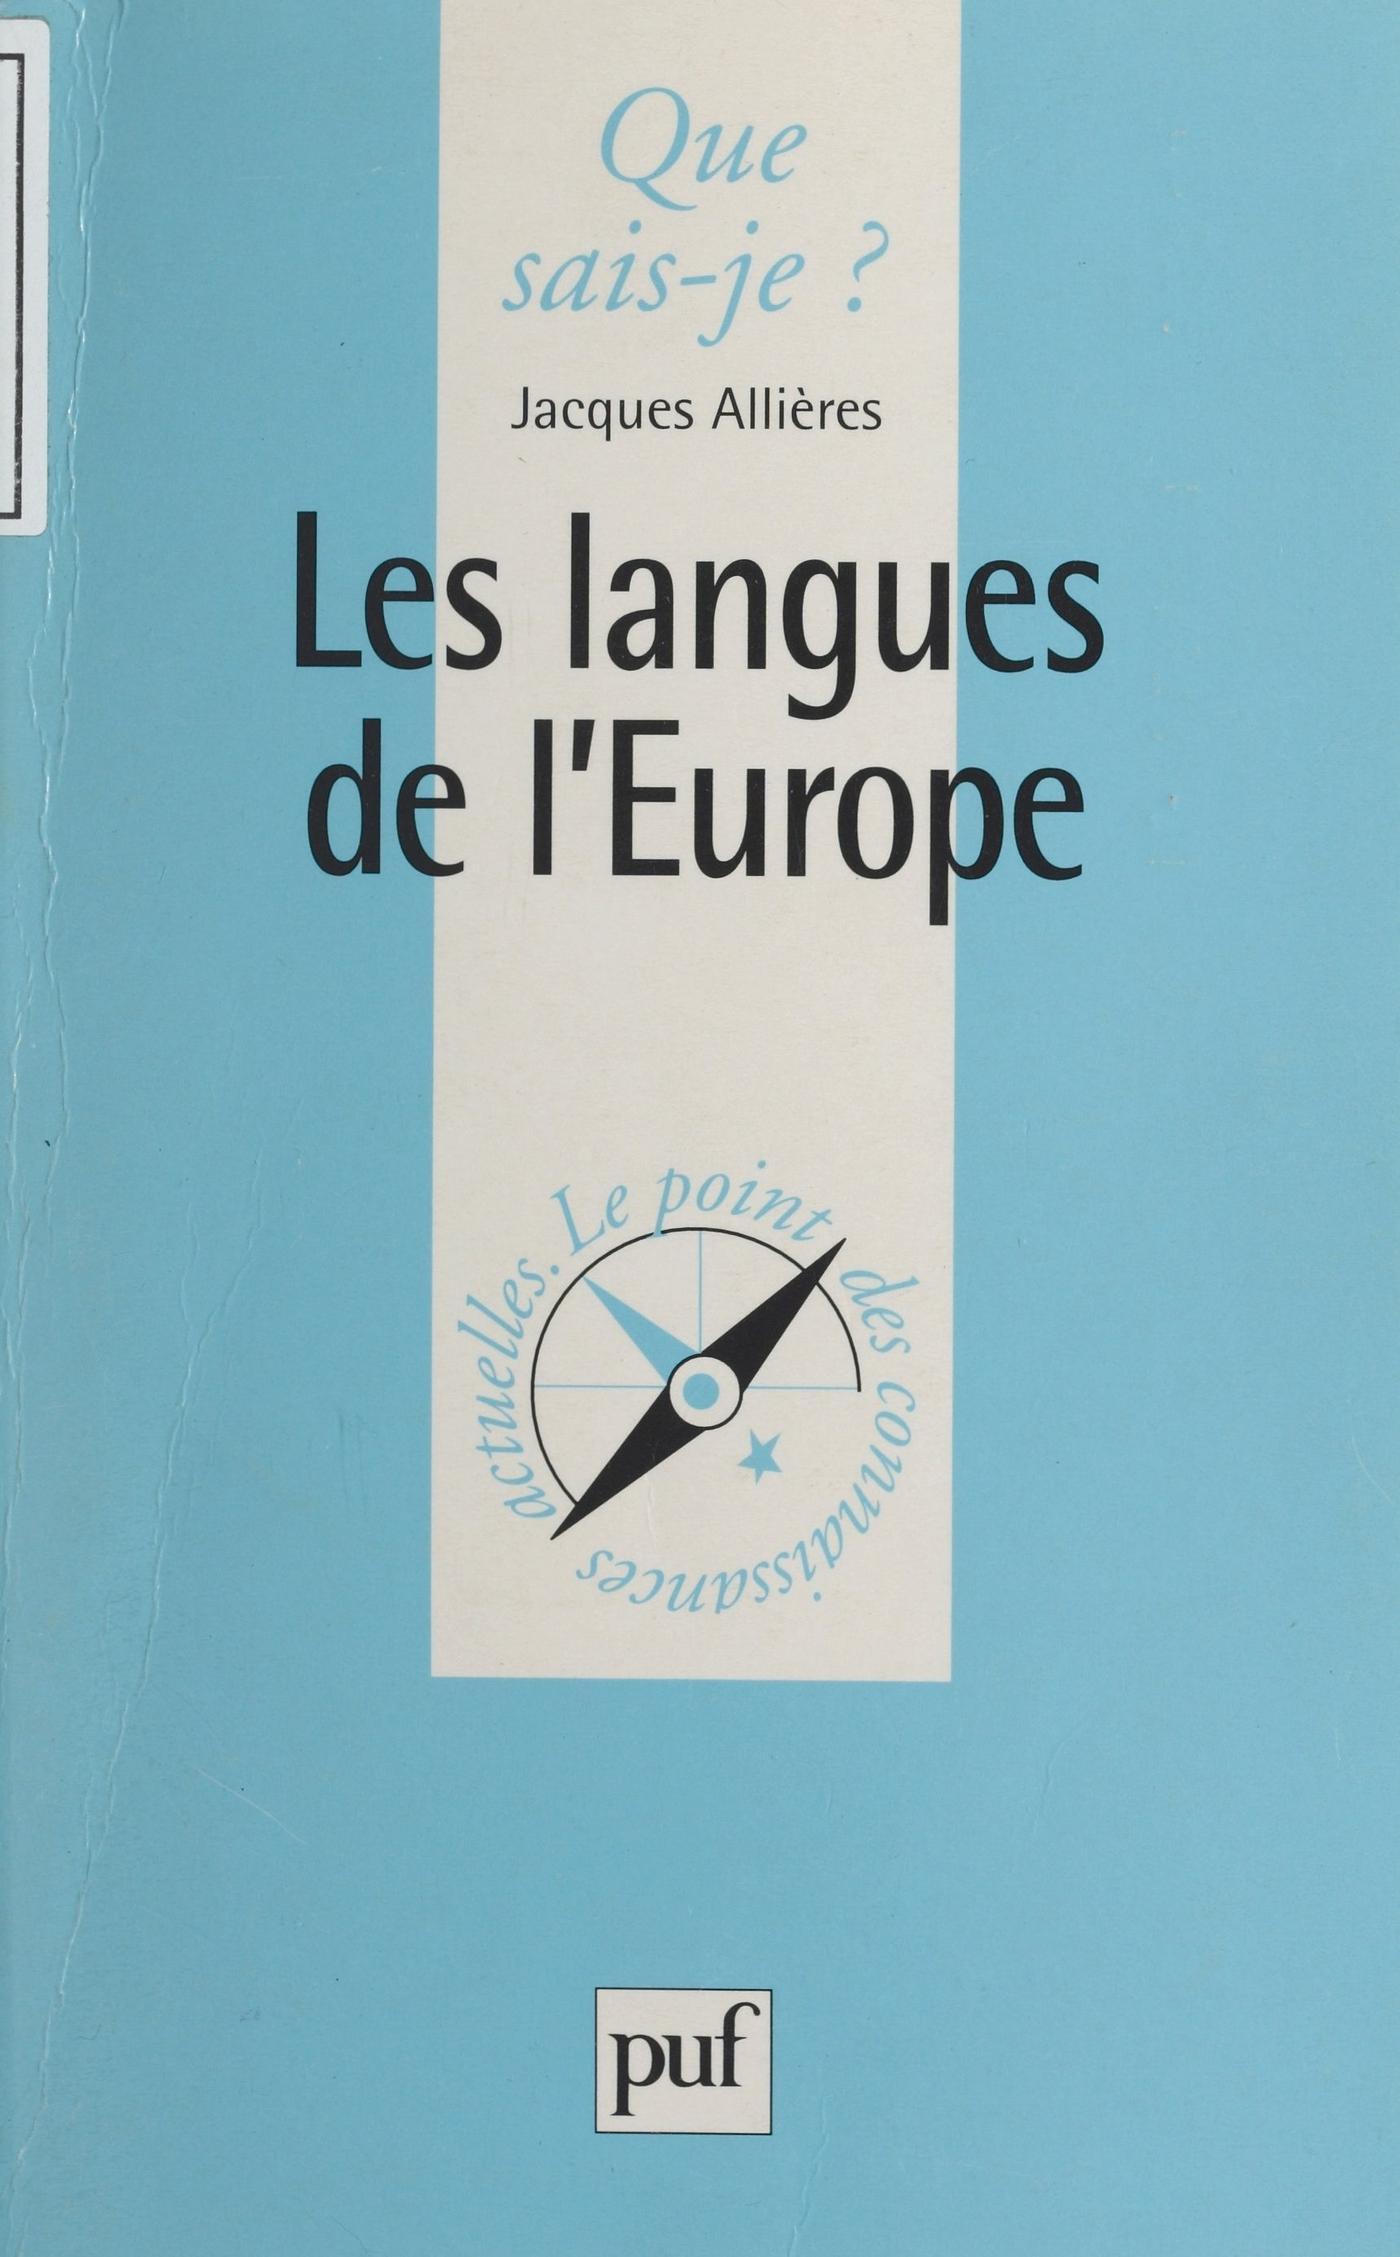 Que
sais-je ?
Jacques Allières
Les langues
de l'Europe
Le point des connaissances actuelles.
puf